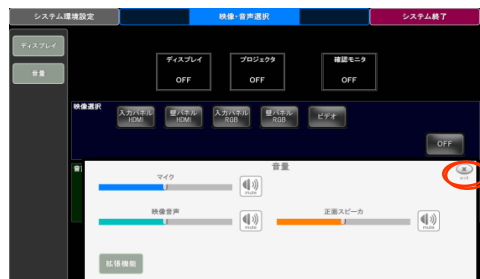 システム環境設定
映像・音声選択
システム終了
ディスプレイ
音量
ディスプレイ
OFF
プロジェクタ
OFF
確認モニタ
OFF
映像選択
入力パネル
HDMI
壁パネル
HDMI
入力パネル
RGB
壁パネル
RGB
ビデオ
OFF
音
音量
マイク
mute
映像音声
mute
正面スピーカ
mute
拡張機能